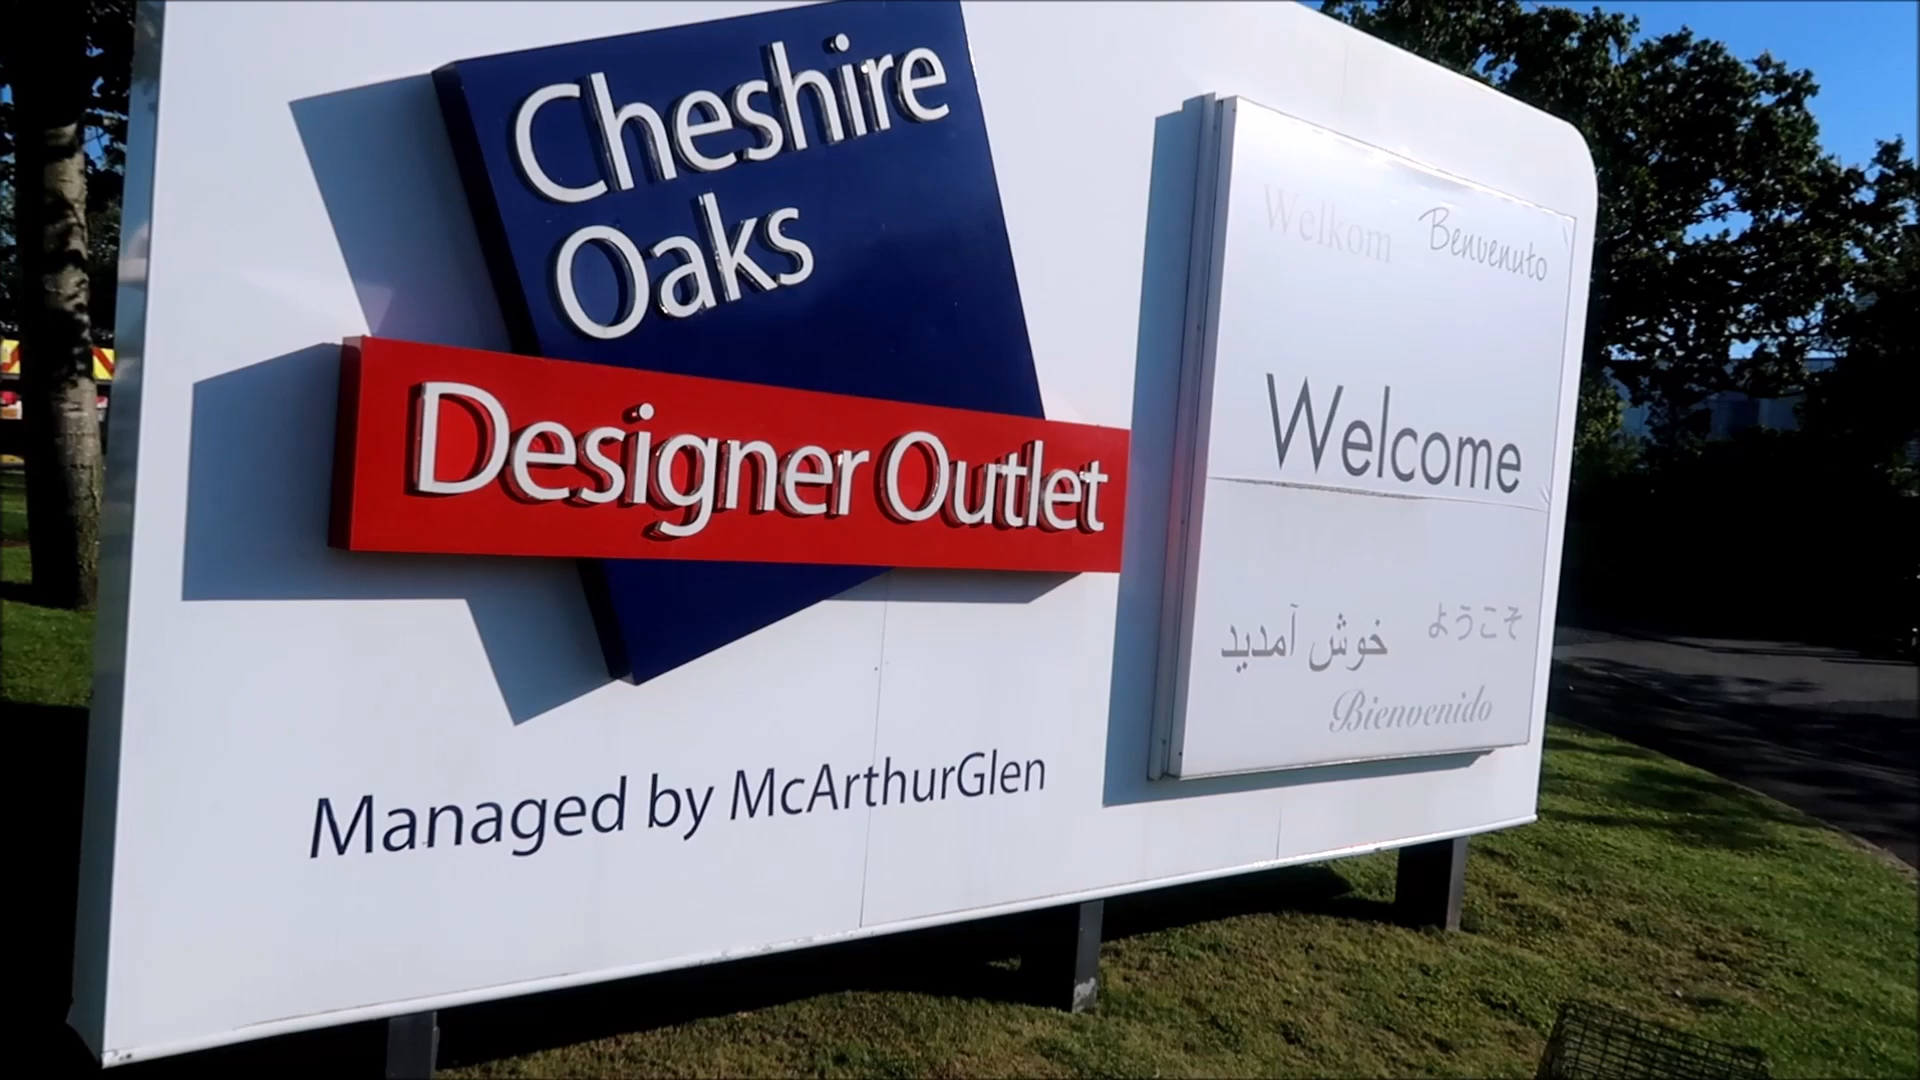 Cheshire
Oaks
Designer Outlet
Managed by McArthurGlen
Welkom
Benvenuto
Welcome
خوش آمدید
ようこそ
Bienvenido